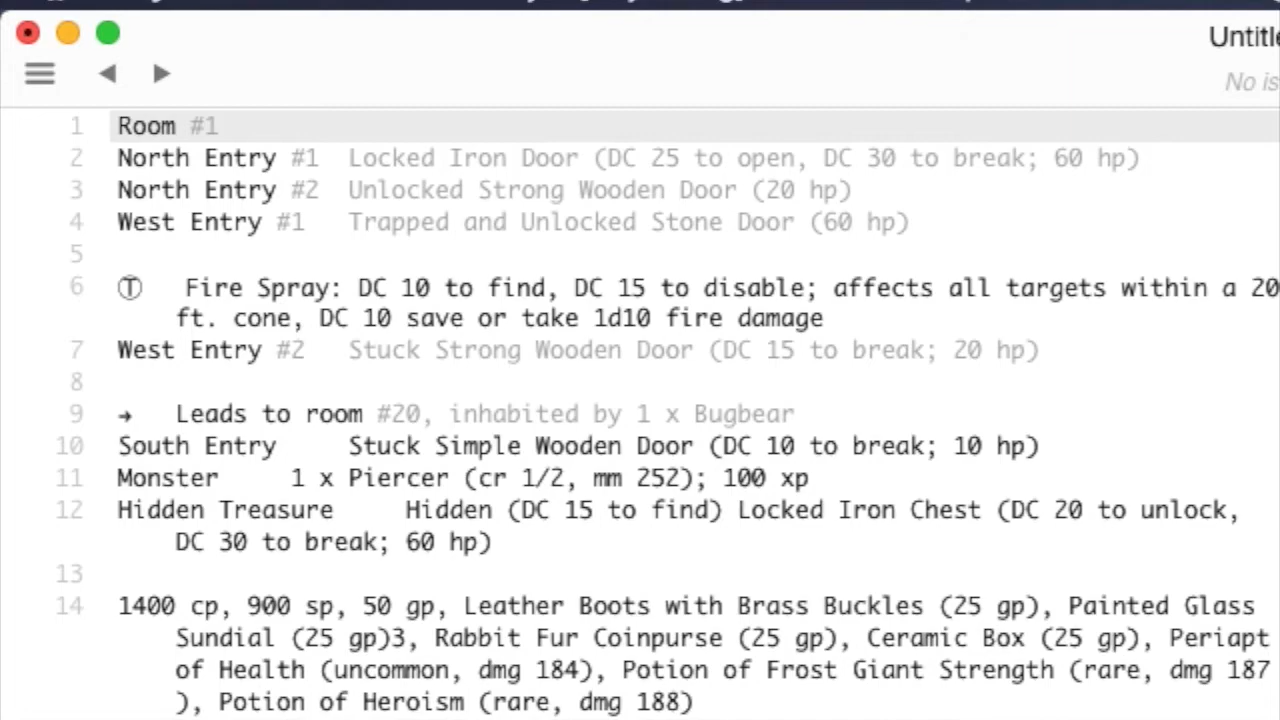 Untitle
No is
1 Room #1
2 North Entry #1 Locked Iron Door (DC 25 to open, DC 30 to break; 60 hp)
3 North Entry #2 Unlocked Strong Wooden Door (20 hp)
4 West Entry #1 Trapped and Unlocked Stone Door (60 hp)
5
6 Ⓣ Fire Spray: DC 10 to find, DC 15 to disable; affects all targets within a 20
ft. cone, DC 10 save or take 1d10 fire damage
7 West Entry #2 Stuck Strong Wooden Door (DC 15 to break; 20 hp)
8
9 → Leads to room #20, inhabited by 1 x Bugbear
10 South Entry Stuck Simple Wooden Door (DC 10 to break; 10 hp)
11 Monster 1 x Piercer (cr 1/2, mm 252); 100 xp
12 Hidden Treasure Hidden (DC 15 to find) Locked Iron Chest (DC 20 to unlock,
DC 30 to break; 60 hp)
13
14 1400 cp, 900 sp, 50 gp, Leather Boots with Brass Buckles (25 gp), Painted Glass
Sundial (25 gp)3, Rabbit Fur Coinpurse (25 gp), Ceramic Box (25 gp), Periapt
of Health (uncommon, dmg 184), Potion of Frost Giant Strength (rare, dmg 187
), Potion of Heroism (rare, dmg 188)